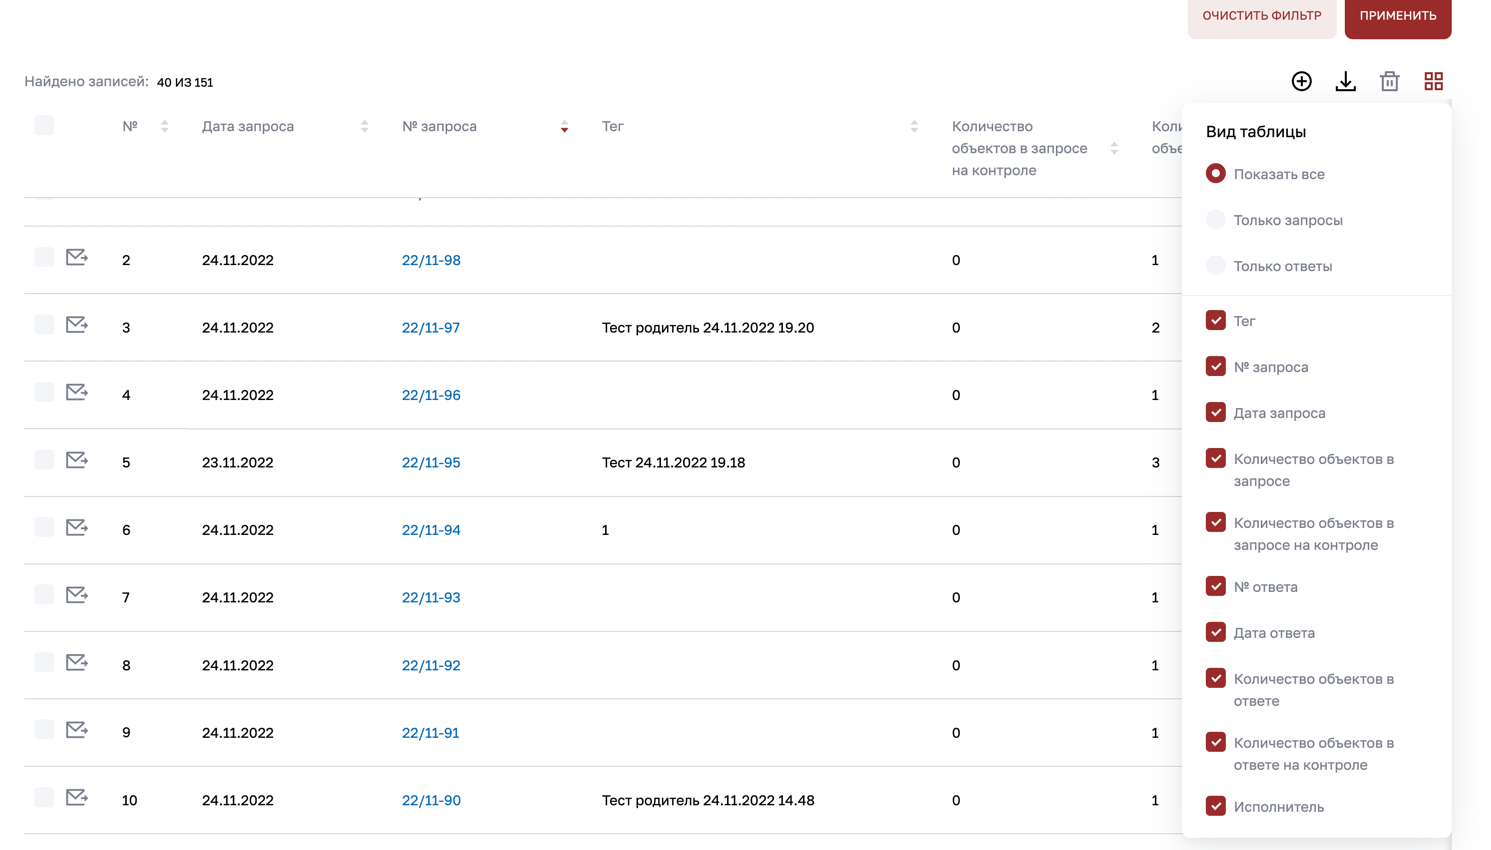 ОЧИСТИТЬ ФИЛЬТР
ПРИМЕНИТЬ
Найдено записей: 40 ИЗ 151
№
Дата запроса
№ запроса
Тег
Количество
объектов в запросе
на контроле
2 24.11.2022 22/11-98 0 1
3 24.11.2022 22/11-97 Тест родитель 24.11.2022 19.20 0 2
4 24.11.2022 22/11-96 0 1
5 23.11.2022 22/11-95 Тест 24.11.2022 19.18 0 3
6 24.11.2022 22/11-94 1 0 1
7 24.11.2022 22/11-93 0 1
8 24.11.2022 22/11-92 0 1
9 24.11.2022 22/11-91 0 1
10 24.11.2022 22/11-90 Тест родитель 24.11.2022 14.48 0 1
Вид таблицы
Показать все
Только запросы
Только ответы
Тег
№ запроса
Дата запроса
Количество объектов в
запросе
Количество объектов в
запросе на контроле
№ ответа
Дата ответа
Количество объектов в
ответе
Количество объектов в
ответе на контроле
Исполнитель